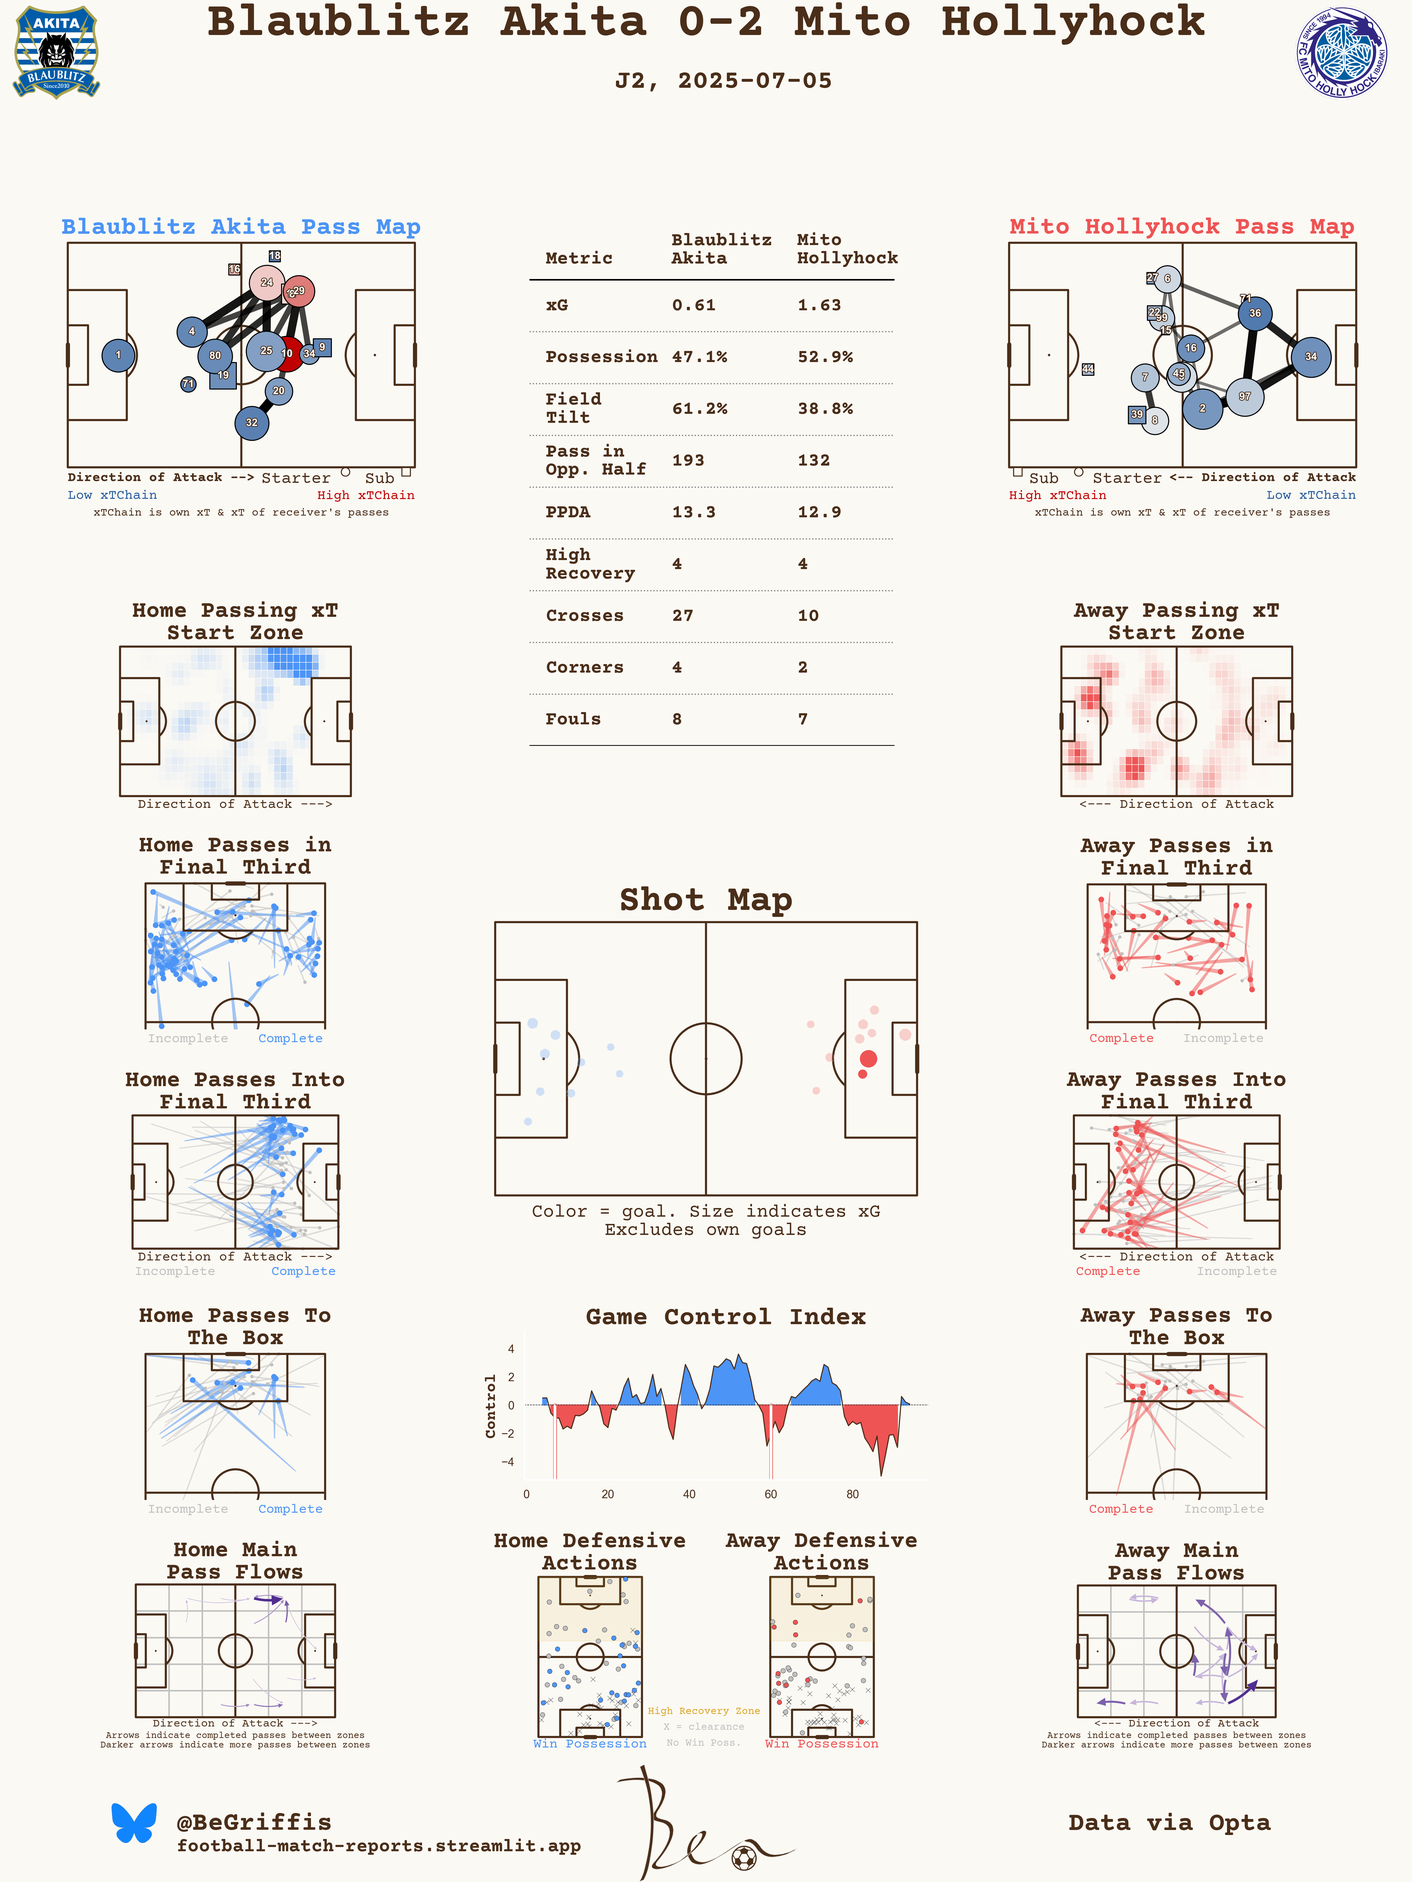 Blaublitz Akita 0-2 Mito Hollyhock
J2, 2025-07-05
AKITA
BLAUBLITZ
Since2010
SINCE 1994
FC MITO HOLLY HOCK
IBARAKI
Blaublitz Akita Pass Map
18
16
24
29
4
80
25
10
34
9
1
19
71
20
32
Direction of Attack --> Starter Sub
Low xTChain High xTChain
xTChain is own xT & xT of receiver's passes
Metric Blaublitz Akita Mito Hollyhock
xG 0.61 1.63
Possession 47.1% 52.9%
Field Tilt 61.2% 38.8%
Pass in Opp. Half 193 132
PPDA 13.3 12.9
High Recovery 4 4
Crosses 27 10
Corners 4 2
Fouls 8 7
Mito Hollyhock Pass Map
27
6
71
22
99
36
15
16
34
44
7
45
97
2
39
8
Sub Starter <-- Direction of Attack
High xTChain Low xTChain
xTChain is own xT & xT of receiver's passes
Home Passing xT
Start Zone
Direction of Attack --->
Away Passing xT
Start Zone
<--- Direction of Attack
Home Passes in
Final Third
Incomplete Complete
Away Passes in
Final Third
Complete Incomplete
Shot Map
Color = goal. Size indicates xG
Excludes own goals
Home Passes Into
Final Third
Direction of Attack --->
Incomplete Complete
Away Passes Into
Final Third
<--- Direction of Attack
Complete Incomplete
Home Passes To
The Box
Incomplete Complete
Game Control Index
Control
4
2
0
−2
−4
0 20 40 60 80
Away Passes To
The Box
Complete Incomplete
Home Main
Pass Flows
Direction of Attack --->
Arrows indicate completed passes between zones
Darker arrows indicate more passes between zones
Home Defensive
Actions
Win Possession
Away Defensive
Actions
Win Possession
High Recovery Zone
X = clearance
No Win Poss.
Away Main
Pass Flows
<--- Direction of Attack
Arrows indicate completed passes between zones
Darker arrows indicate more passes between zones
@BeGriffis
football-match-reports.streamlit.app
Ben
Data via Opta